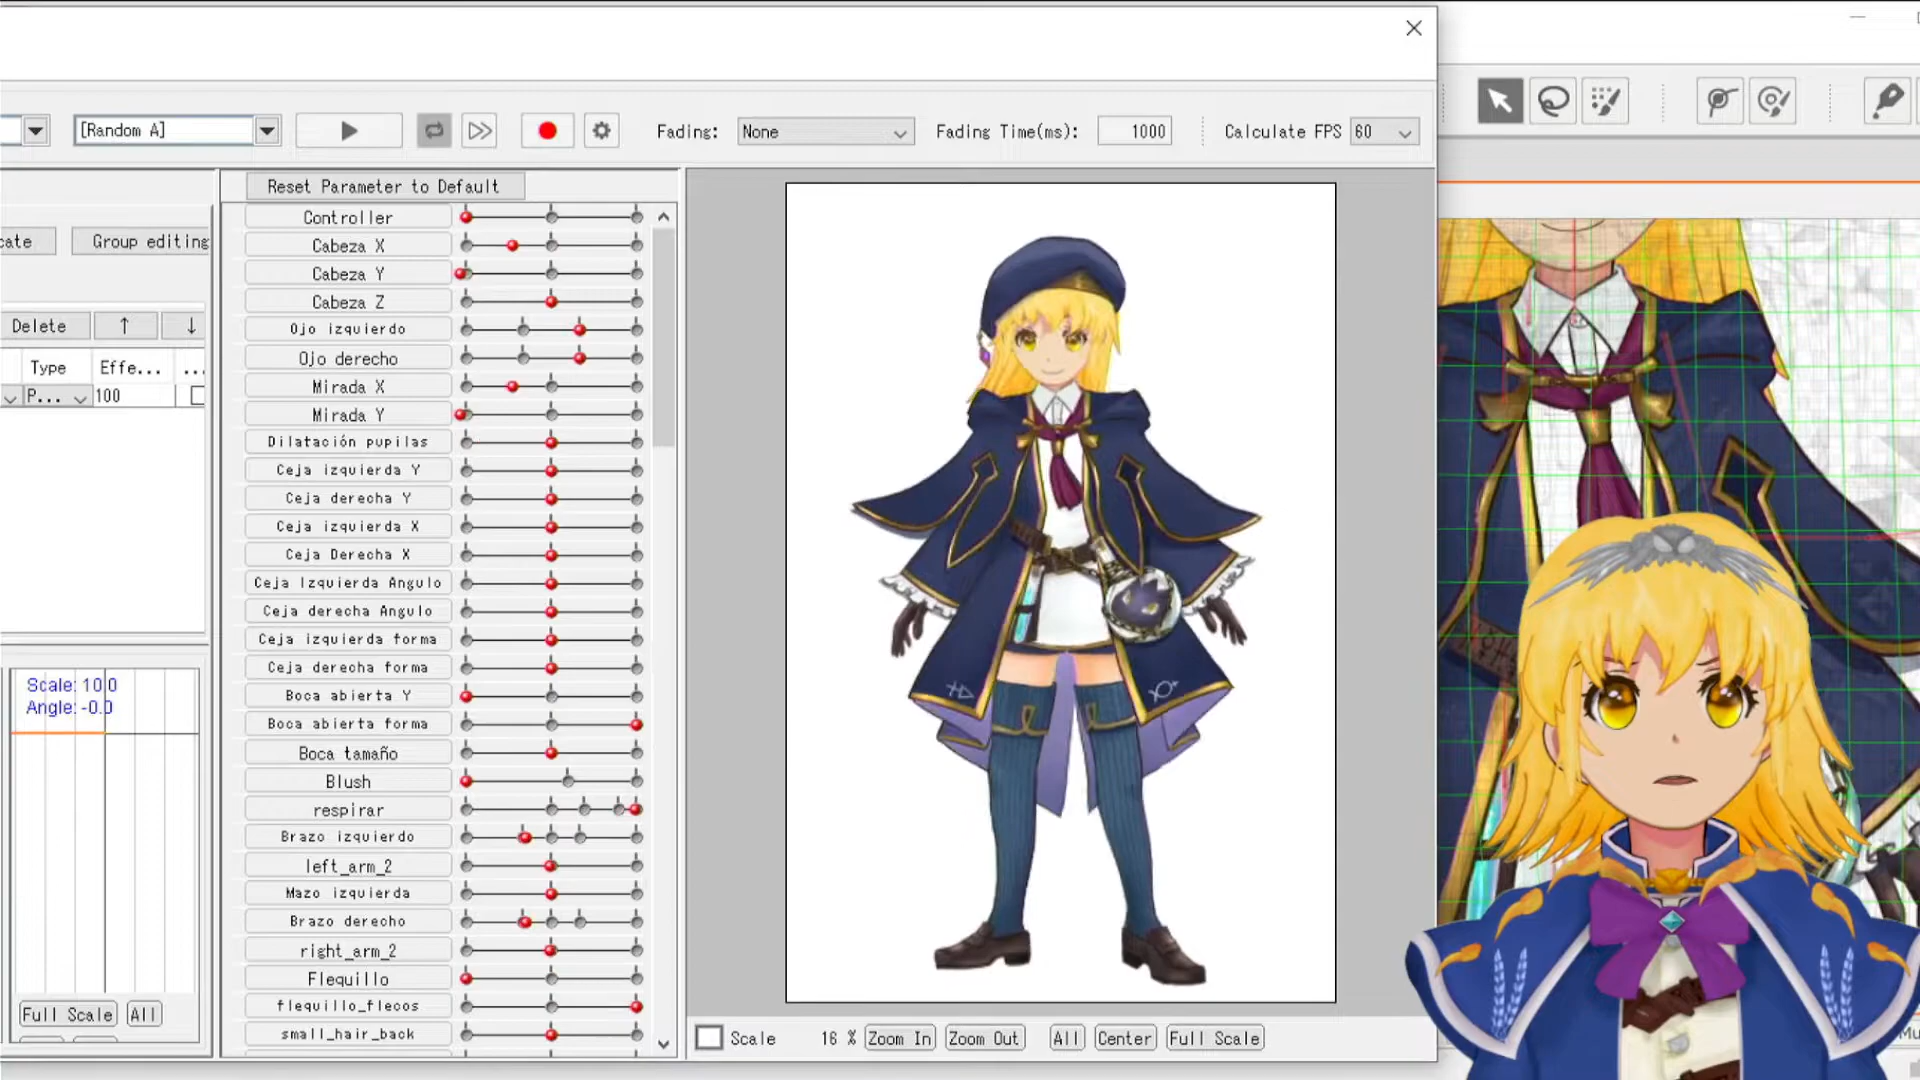 [Random A]
Fading:
None
Fading Time(ms):
1000
Calculate FPS
60
Reset Parameter to Default
cate
Group editing
Delete
↑
↓
Type
Effe...
...
P...
100
Scale: 10.0
Angle: -0.0
Full Scale
All
Controller
Cabeza X
Cabeza Y
Cabeza Z
Ojo izquierdo
Ojo derecho
Mirada X
Mirada Y
Dilatación pupilas
Ceja izquierda Y
Ceja derecha Y
Ceja izquierda X
Ceja Derecha X
Ceja Izquierda Angulo
Ceja derecha Angulo
Ceja izquierda forma
Ceja derecha forma
Boca abierta Y
Boca abierta forma
Boca tamaño
Blush
respirar
Brazo izquierdo
left_arm_2
Mazo izquierda
Brazo derecho
right_arm_2
Flequillo
flequillo_flecos
small_hair_back
Scale
16 %
Zoom In
Zoom Out
All
Center
Full Scale
Mu